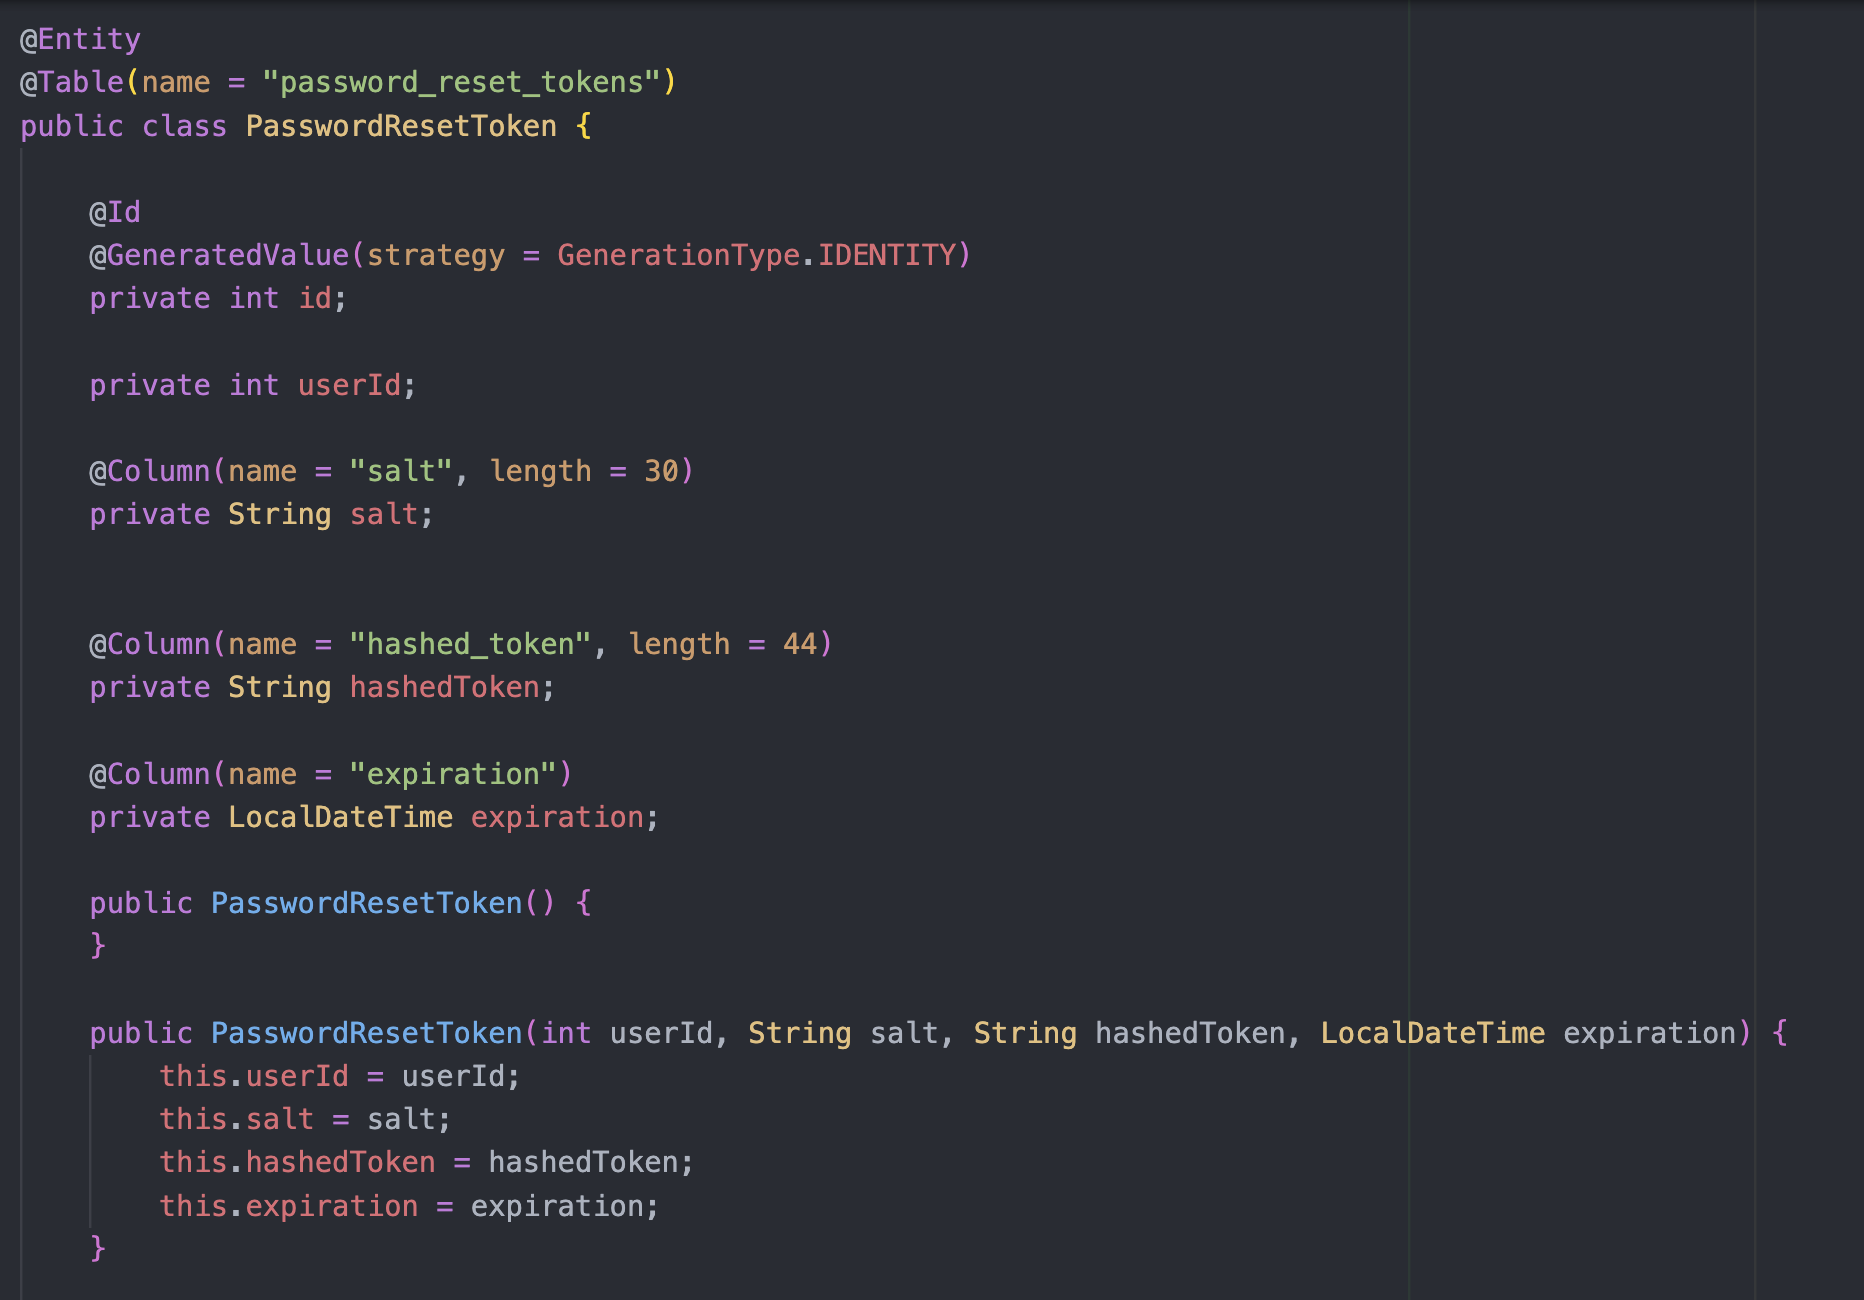 @Entity
@Table(name = "password_reset_tokens")
public class PasswordResetToken {
@Id
@GeneratedValue(strategy = GenerationType.IDENTITY)
private int id;
private int userId;
@Column(name = "salt", length = 30)
private String salt;
@Column(name = "hashed_token", length = 44)
private String hashedToken;
@Column(name = "expiration")
private LocalDateTime expiration;
public PasswordResetToken() {
}
public PasswordResetToken(int userId, String salt, String hashedToken, LocalDateTime expiration) {
this.userId = userId;
this.salt = salt;
this.hashedToken = hashedToken;
this.expiration = expiration;
}